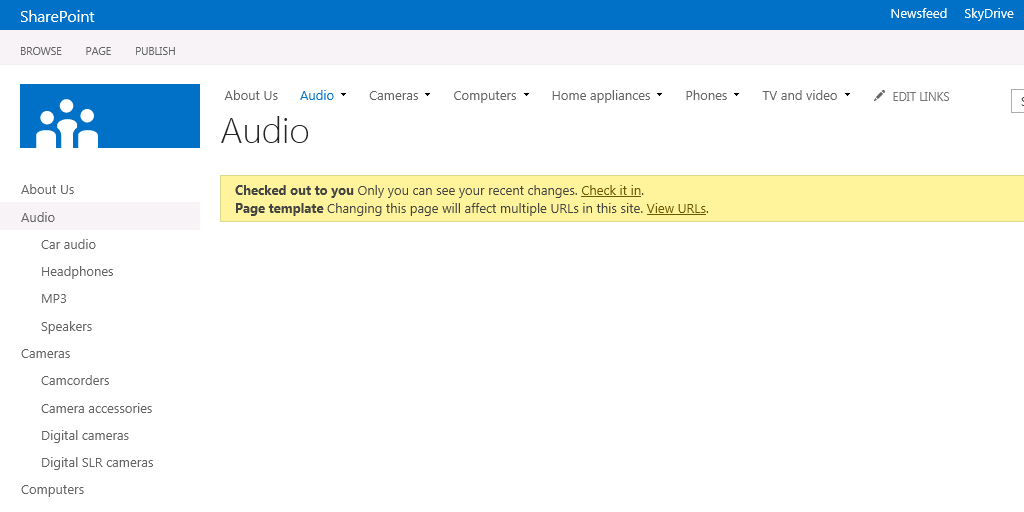 SharePoint Newsfeed SkyDrive
BROWSE PAGE PUBLISH
About Us Audio Cameras Computers Home appliances Phones TV and video EDIT LINKS
Audio
Checked out to you Only you can see your recent changes. Check it in.
Page template Changing this page will affect multiple URLs in this site. View URLs.
About Us
Audio
Car audio
Headphones
MP3
Speakers
Cameras
Camcorders
Camera accessories
Digital cameras
Digital SLR cameras
Computers